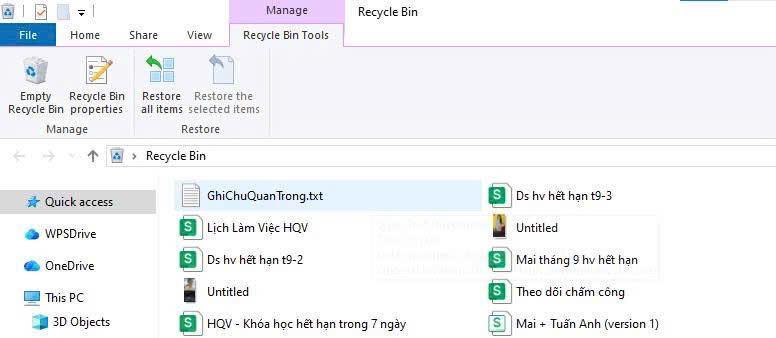 Manage
Recycle Bin
File
Home
Share
View
Recycle Bin Tools
Empty
Recycle Bin
Recycle Bin
properties
Restore
all items
Restore the
selected items
Manage
Restore
Recycle Bin
Quick access
WPSDrive
OneDrive
This PC
3D Objects
GhiChuQuanTrong.txt
Lịch Làm Việc HQV
Ds hv hết hạn t9-2
Untitled
HQV - Khóa học hết hạn trong 7 ngày
Ds hv hết hạn t9-3
Untitled
Mai tháng 9 hv hết hạn
Theo dõi chấm công
Mai + Tuấn Anh (version 1)